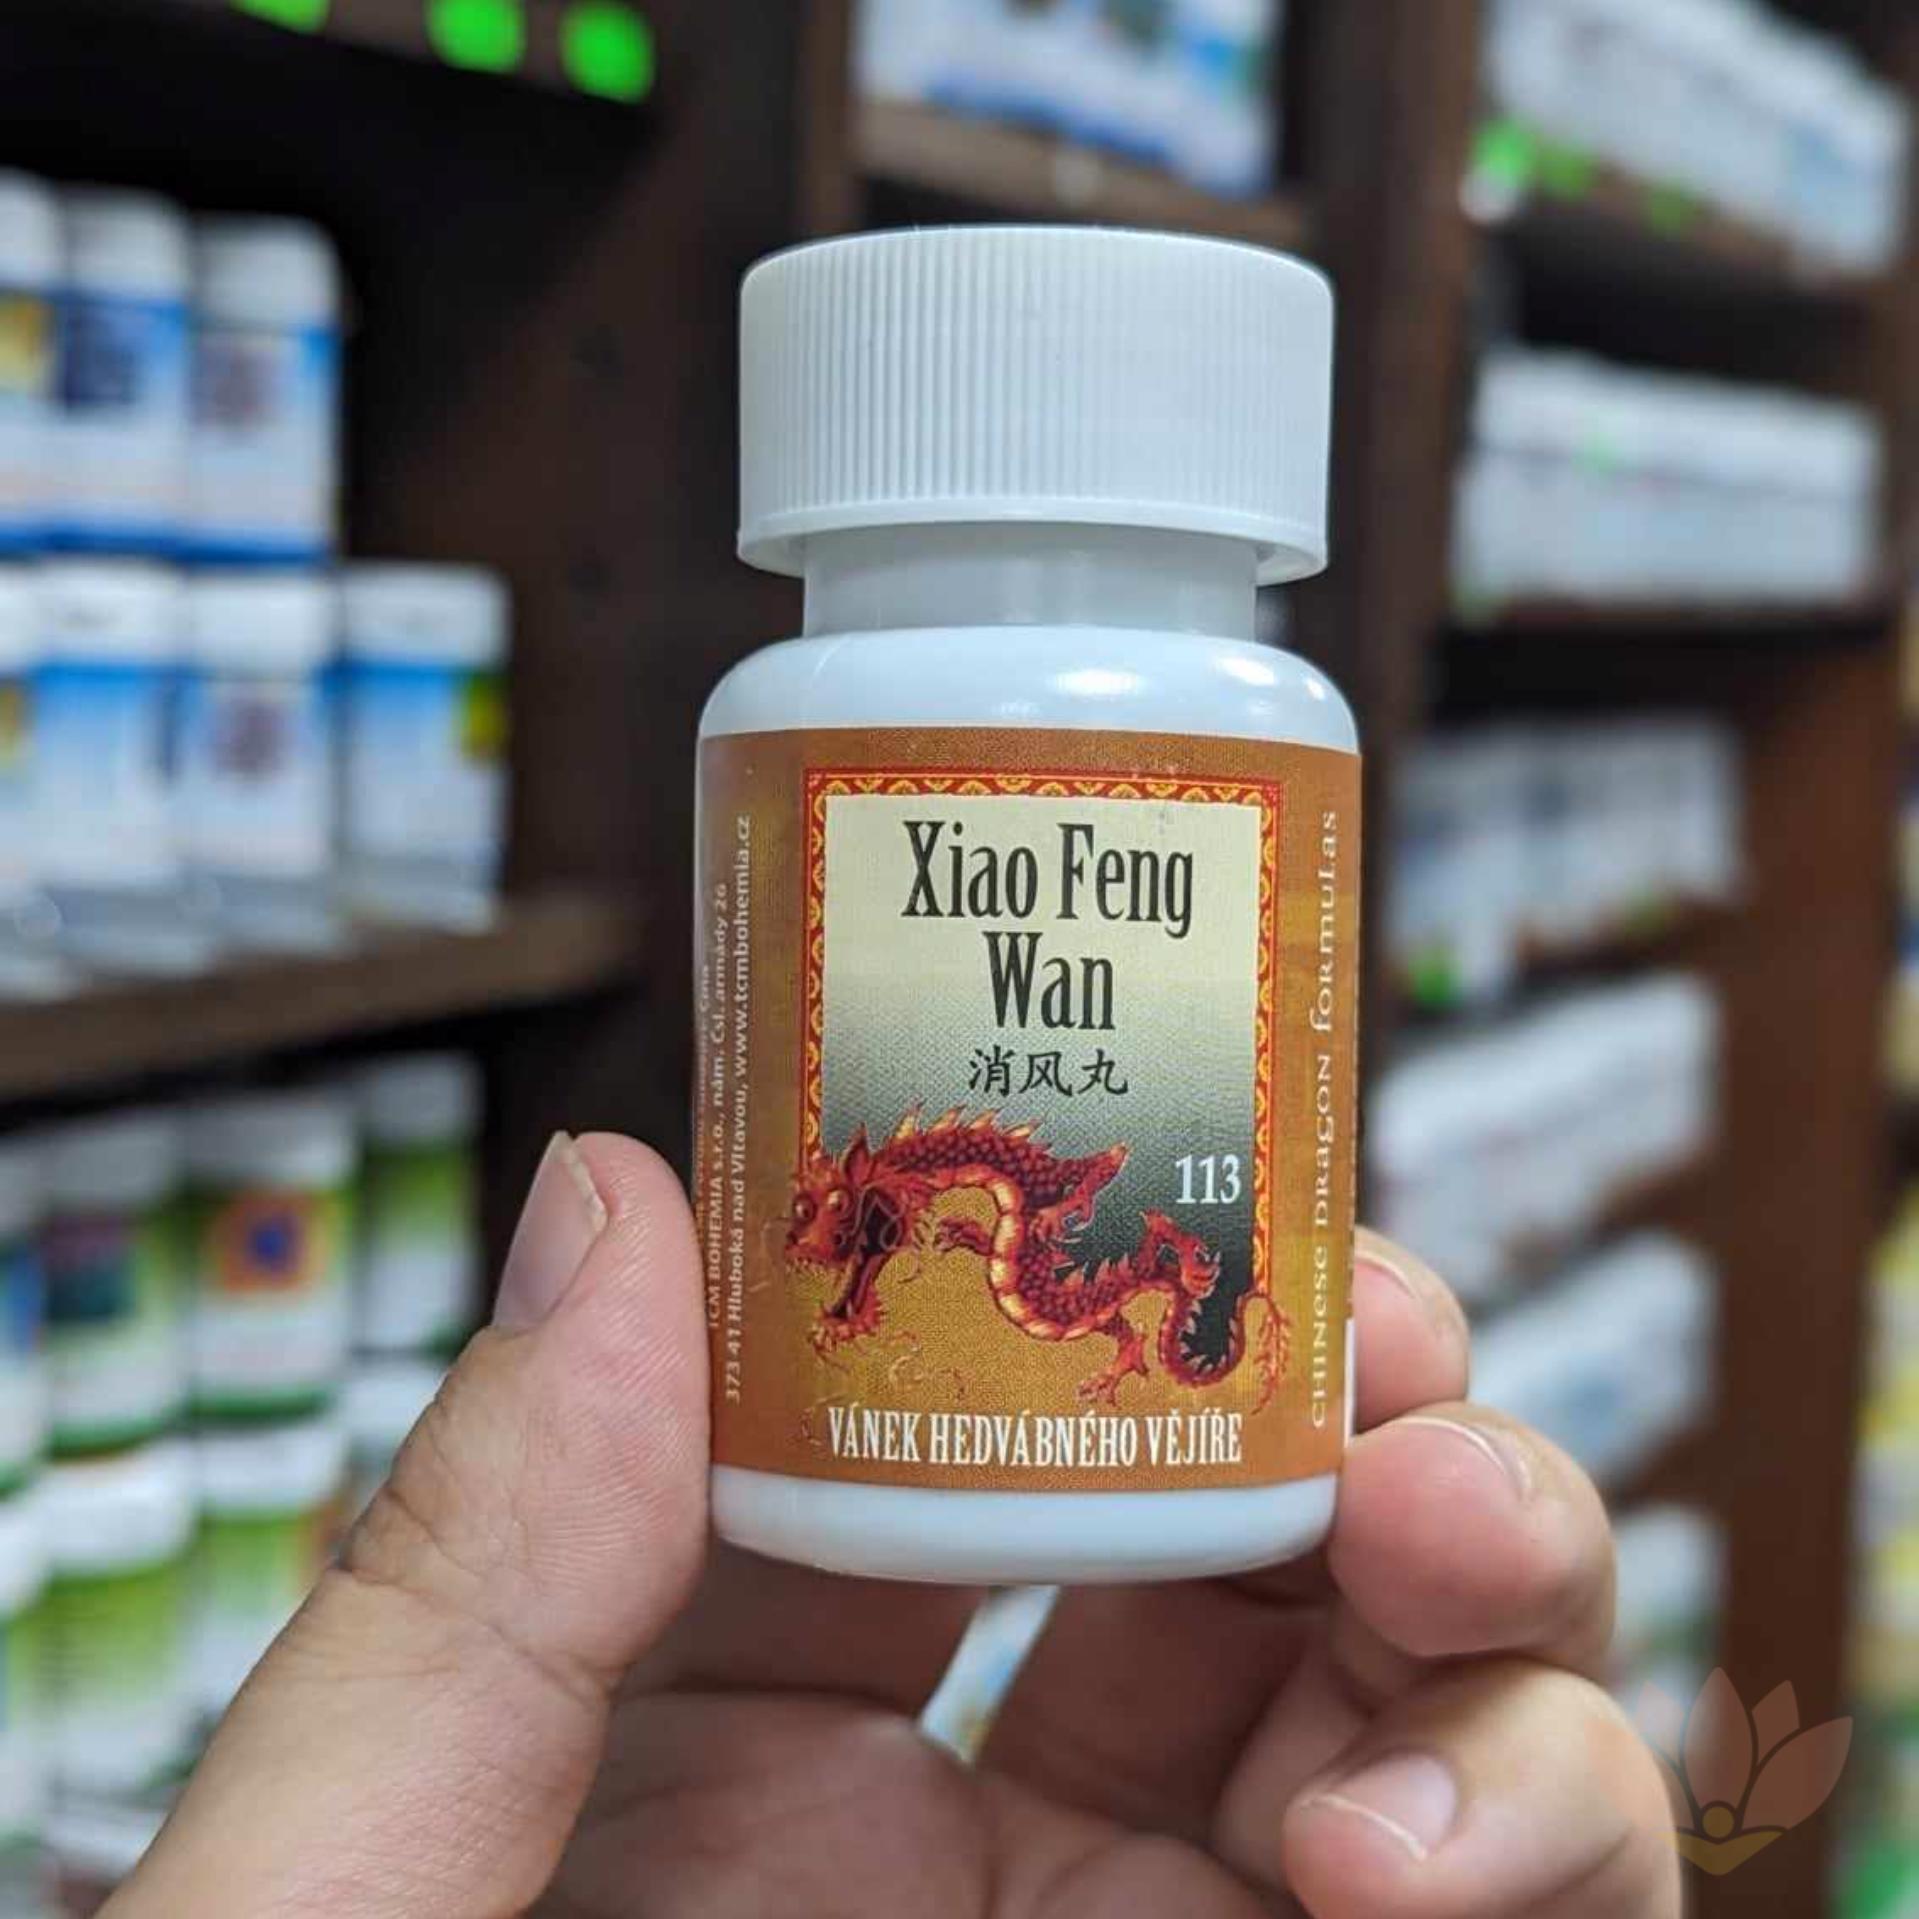 Xiao Feng
Wan
消风丸
113
VÁNEK HEDVÁBNÉHO VĚJÍŘE
CHINESE DRAGON FORMULAS
TCM BOHEMIA s.r.o., nám. Čsl. armády 26
373 41 Hluboká nad Vltavou, www.tcmbohemia.cz